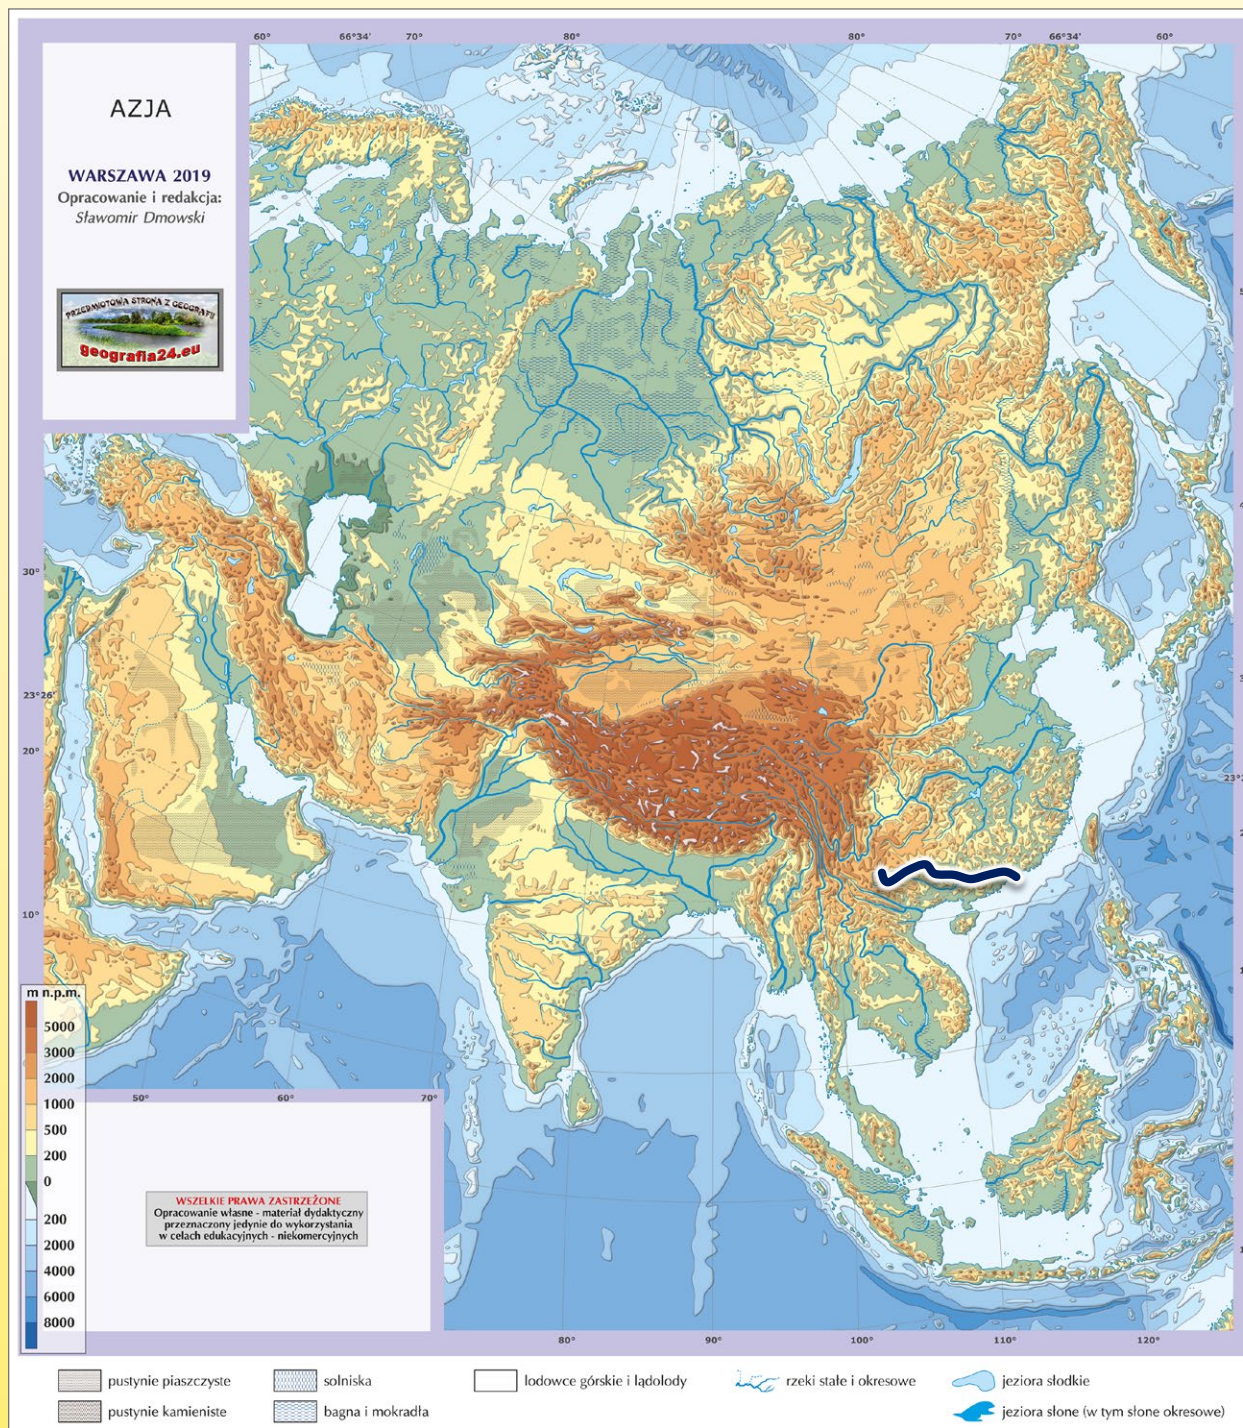 60°
66°34'
70°
80°
80°
70°
66°34'
60°
AZJA
WARSZAWA 2019
Opracowanie i redakcja:
Sławomir Dmowski
PRZEDMIOTOWA STRONA Z GEOGRAFII
geografia24.eu
30°
23°26'
20°
10°
m n.p.m.
5000
3000
2000
1000
500
200
0
200
2000
4000
6000
8000
50°
60°
70°
WSZELKIE PRAWA ZASTRZEŻONE
Opracowanie własne - materiał dydaktyczny
przeznaczony jedynie do wykorzystania
w celach edukacyjnych - niekomercyjnych
80°
90°
100°
110°
120°
pustynie piaszczyste
solniska
lodowce górskie i lądolody
rzeki stałe i okresowe
jeziora słodkie
pustynie kamieniste
bagna i mokradła
jeziora słone (w tym słone okresowe)